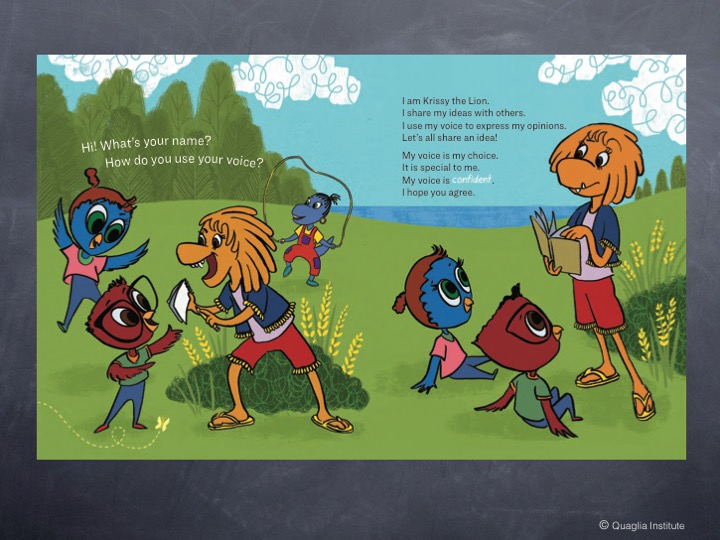 Hi! What's your name?
How do you use your voice?
I am Krissy the Lion.
I share my ideas with others.
I use my voice to express my opinions.
Let's all share an idea!
My voice is my choice.
It is special to me.
My voice is confident.
I hope you agree.
© Quaglia Institute